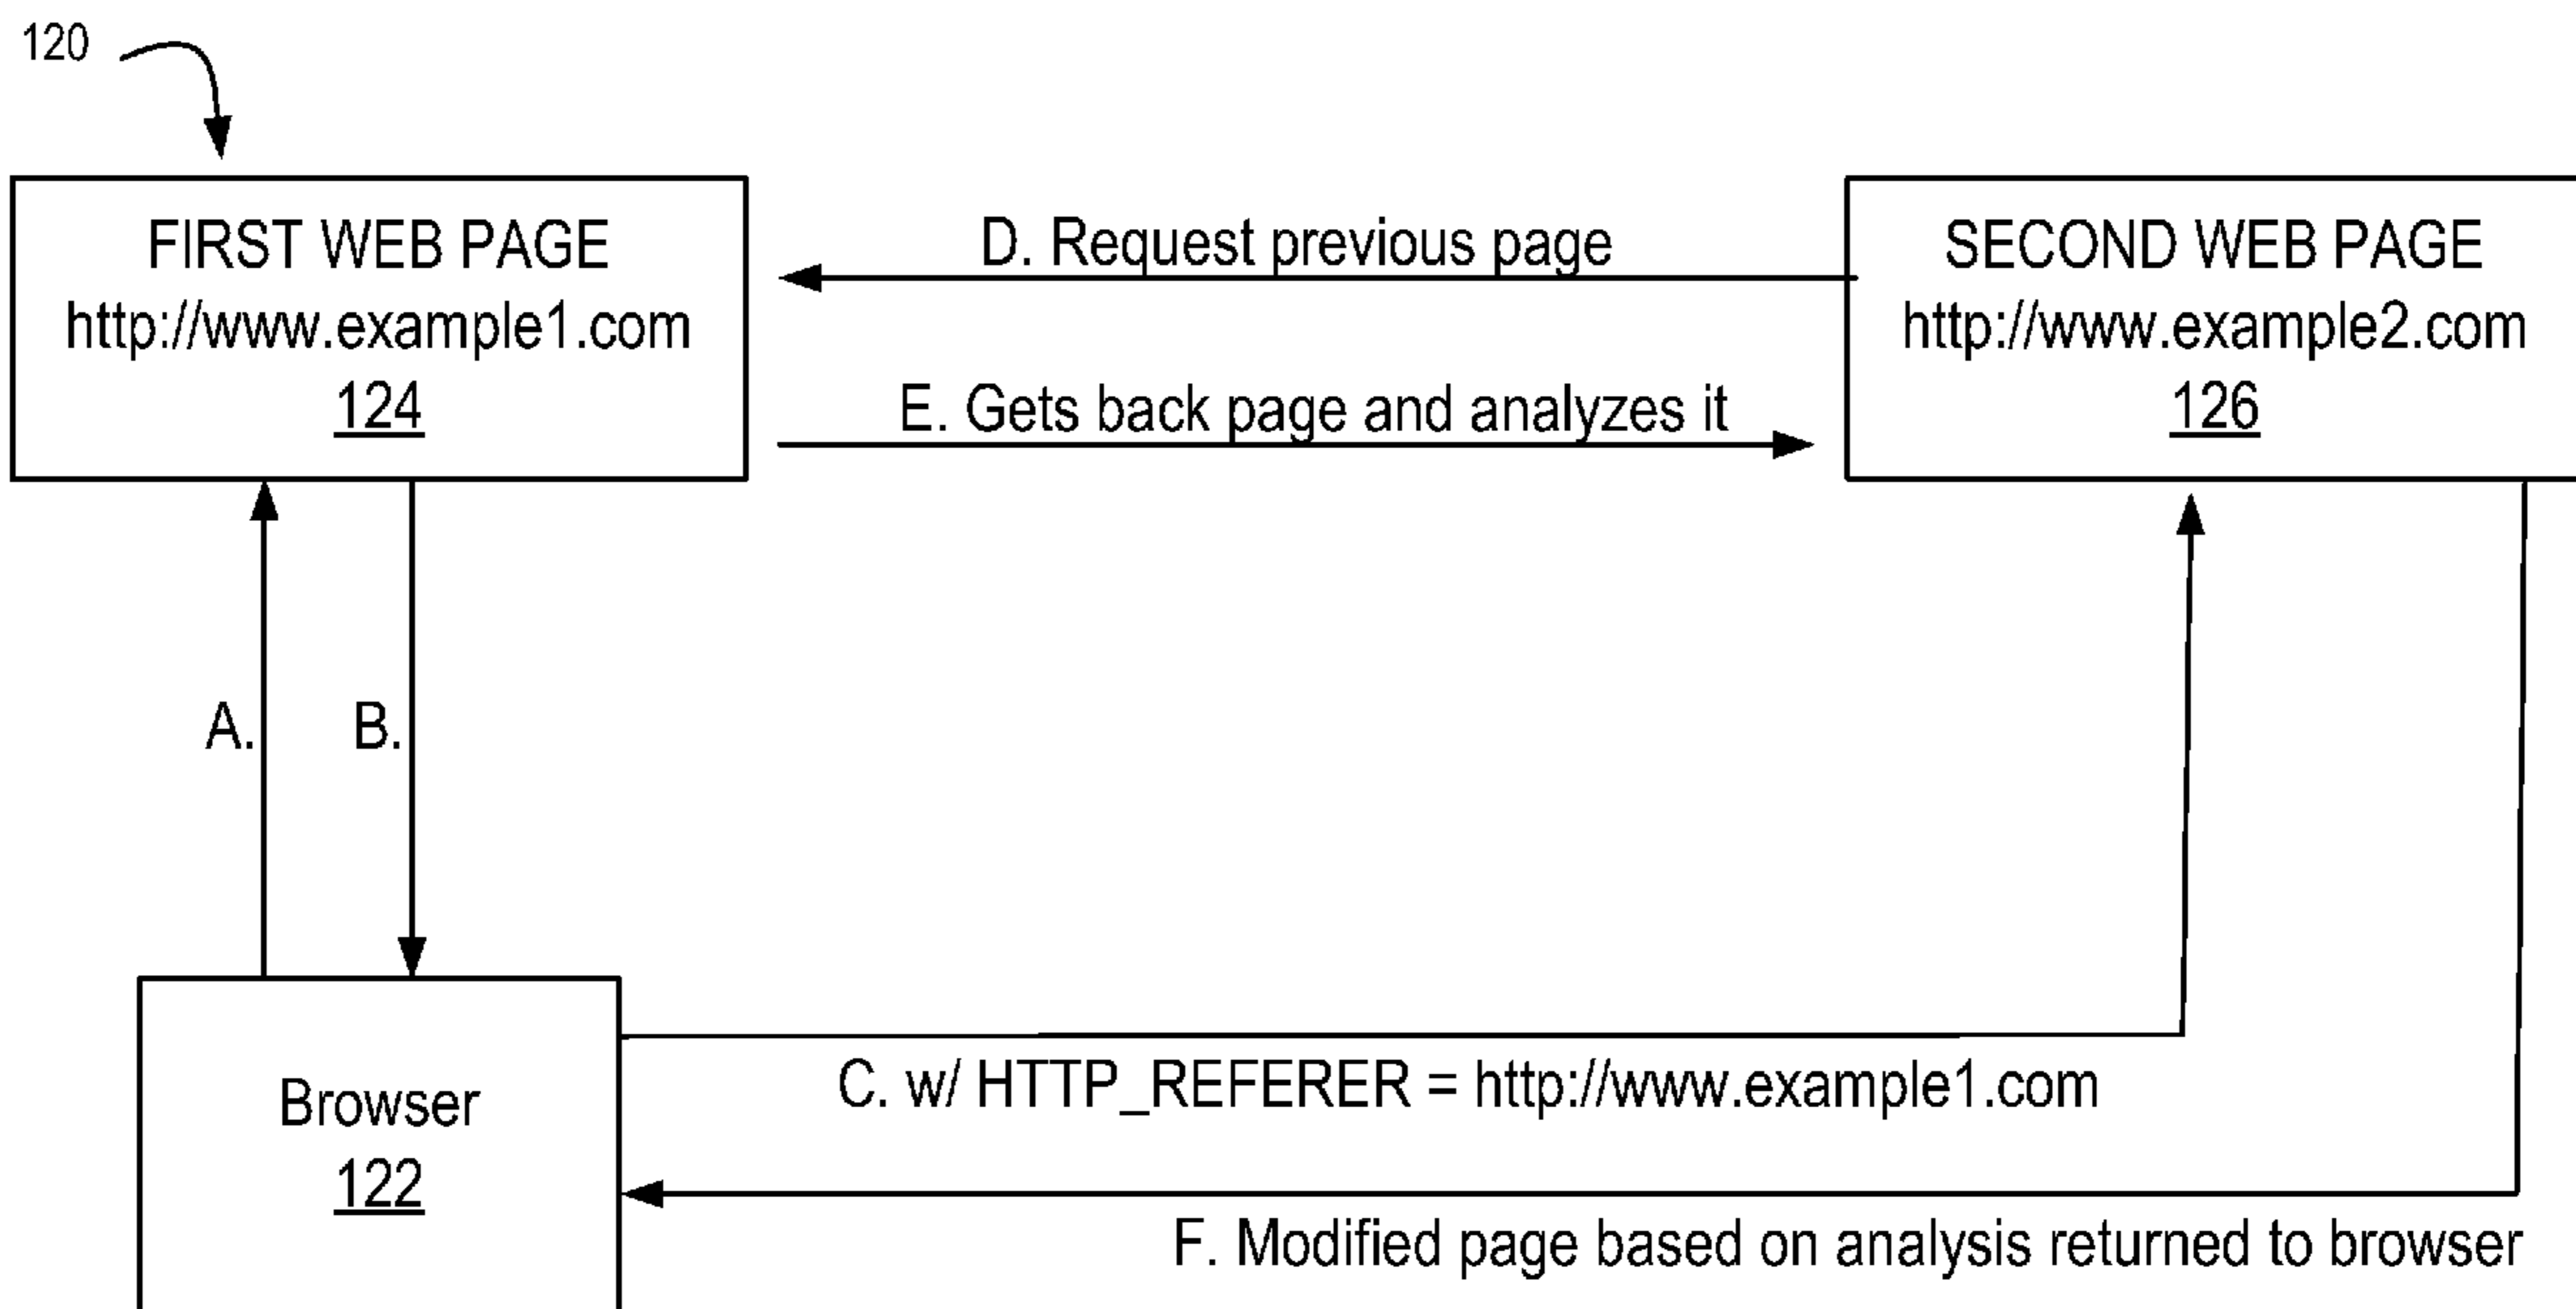 120
FIRST WEB PAGE
http://www.example1.com
124
D. Request previous page
E. Gets back page and analyzes it
SECOND WEB PAGE
http://www.example2.com
126
A.
B.
Browser
122
C. w/ HTTP_REFERER = http://www.example1.com
F. Modified page based on analysis returned to browser